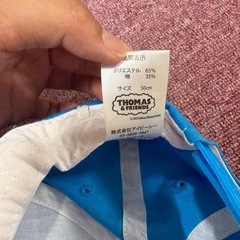 品質表示
ポリエステル 65%
綿 35%
サイズ 50cm
THOMAS
& FRIENDS
株式会社アイピーシー